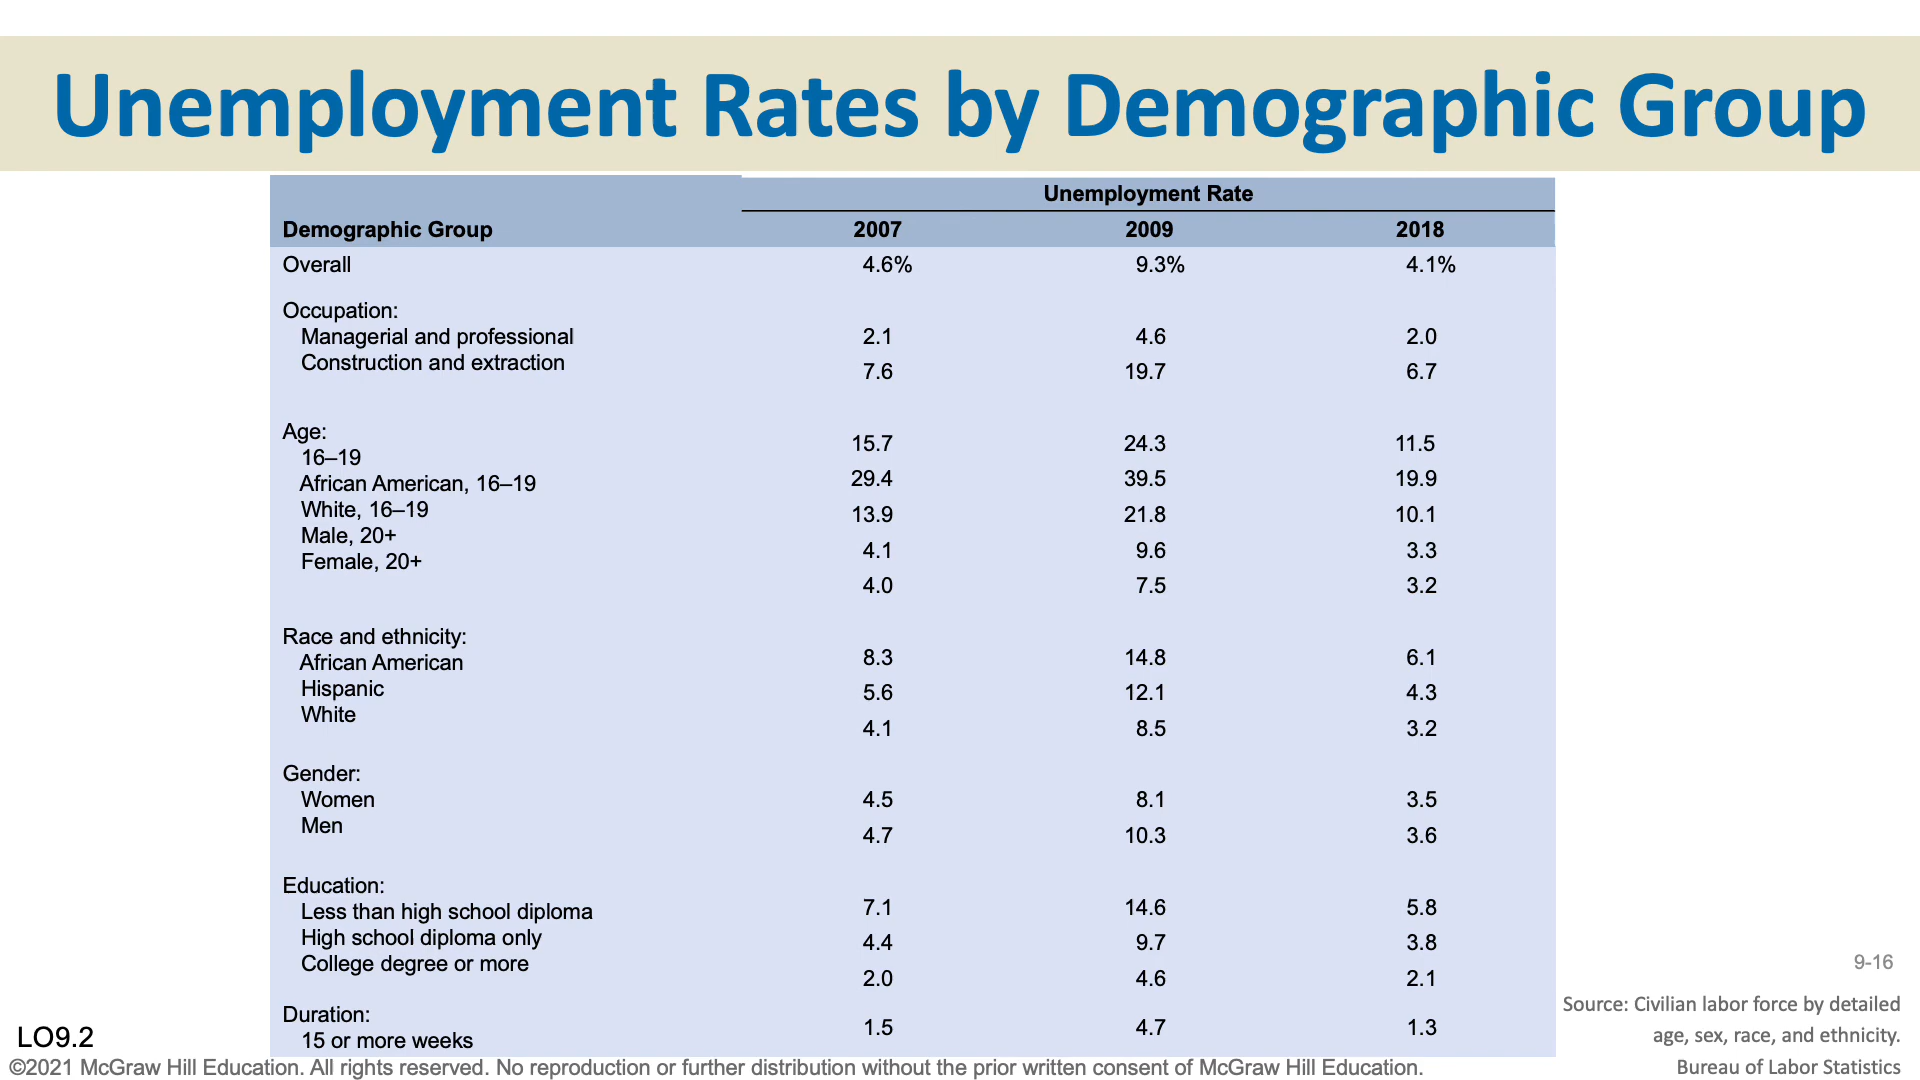 Unemployment Rates by Demographic Group
Unemployment Rate
Demographic Group 2007 2009 2018
Overall 4.6% 9.3% 4.1%
Occupation:
Managerial and professional 2.1 4.6 2.0
Construction and extraction 7.6 19.7 6.7
Age:
16–19 15.7 24.3 11.5
African American, 16–19 29.4 39.5 19.9
White, 16–19 13.9 21.8 10.1
Male, 20+ 4.1 9.6 3.3
Female, 20+ 4.0 7.5 3.2
Race and ethnicity:
African American 8.3 14.8 6.1
Hispanic 5.6 12.1 4.3
White 4.1 8.5 3.2
Gender:
Women 4.5 8.1 3.5
Men 4.7 10.3 3.6
Education:
Less than high school diploma 7.1 14.6 5.8
High school diploma only 4.4 9.7 3.8
College degree or more 2.0 4.6 2.1
Duration:
15 or more weeks 1.5 4.7 1.3
9-16
Source: Civilian labor force by detailed
age, sex, race, and ethnicity.
Bureau of Labor Statistics
LO9.2
©2021 McGraw Hill Education. All rights reserved. No reproduction or further distribution without the prior written consent of McGraw Hill Education.